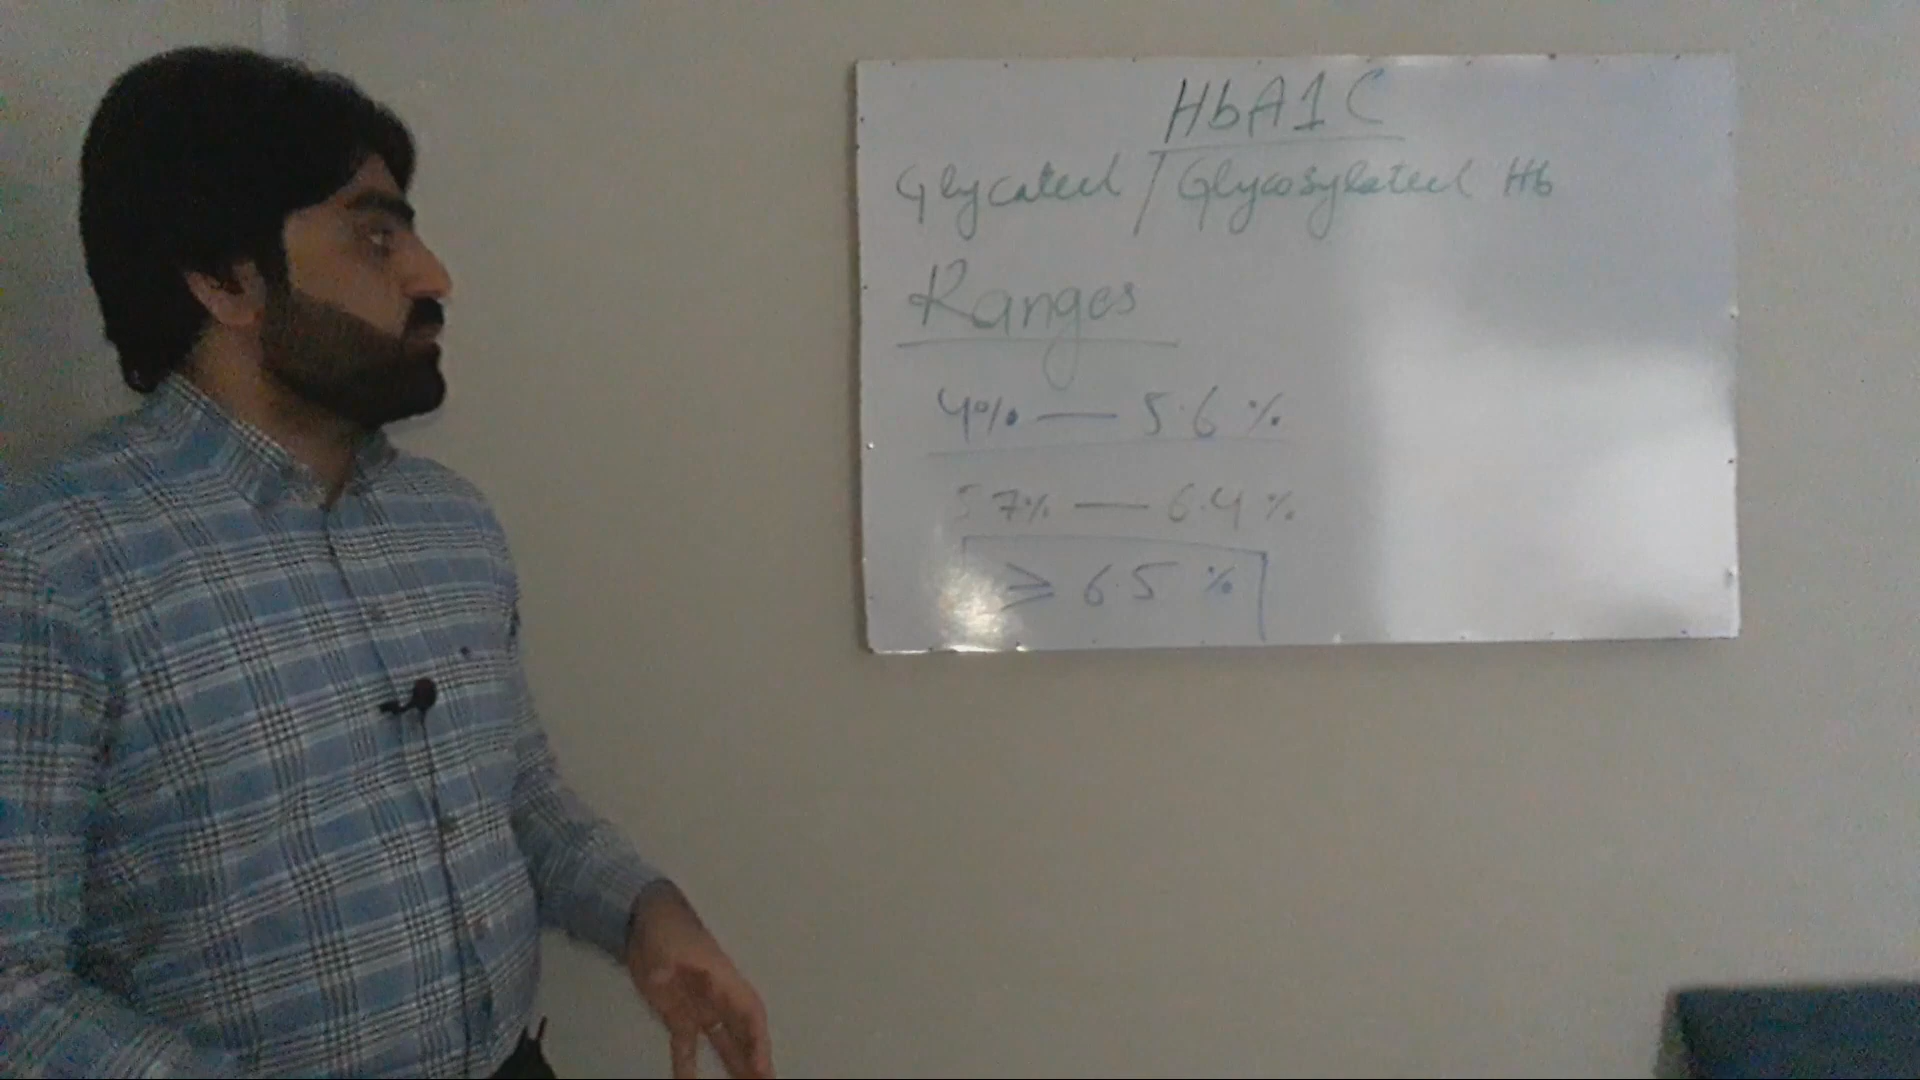 HbA1C
Glycated / Glycosylated Hb
Ranges
4% — 5.6 %
5.7% — 6.4 %
≥ 6.5 %